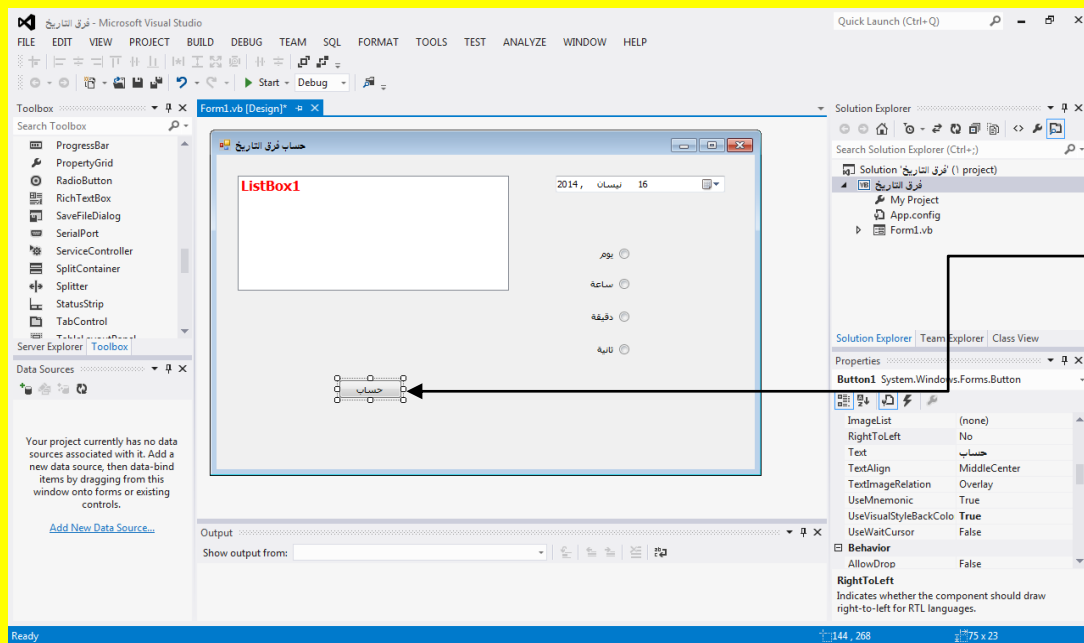 فرق التاريخ - Microsoft Visual Studio
Quick Launch (Ctrl+Q)
FILE EDIT VIEW PROJECT BUILD DEBUG TEAM SQL FORMAT TOOLS TEST ANALYZE WINDOW HELP
Start Debug
Toolbox
Search Toolbox
ProgressBar
PropertyGrid
RadioButton
RichTextBox
SaveFileDialog
SerialPort
ServiceController
SplitContainer
Splitter
StatusStrip
TabControl
TableLayoutPanel
Server Explorer Toolbox
Data Sources
Your project currently has no data
sources associated with it. Add a
new data source, then data-bind
items by dragging from this
window onto forms or existing
controls.
Add New Data Source...
Form1.vb [Design]*
حساب فرق التاريخ
ListBox1
16 نيسان , 2014
يوم
ساعة
دقيقة
ثانية
حساب
Output
Show output from:
Solution Explorer
Search Solution Explorer (Ctrl+;)
Solution 'فرق التاريخ' (1 project)
فرق التاريخ
My Project
App.config
Form1.vb
Solution Explorer Team Explorer Class View
Properties
Button1 System.Windows.Forms.Button
ImageList (none)
RightToLeft No
Text حساب
TextAlign MiddleCenter
TextImageRelation Overlay
UseMnemonic True
UseVisualStyleBackColo True
UseWaitCursor False
Behavior
AllowDrop False
RightToLeft
Indicates whether the component should draw
right-to-left for RTL languages.
Ready
144 , 268
75 x 23